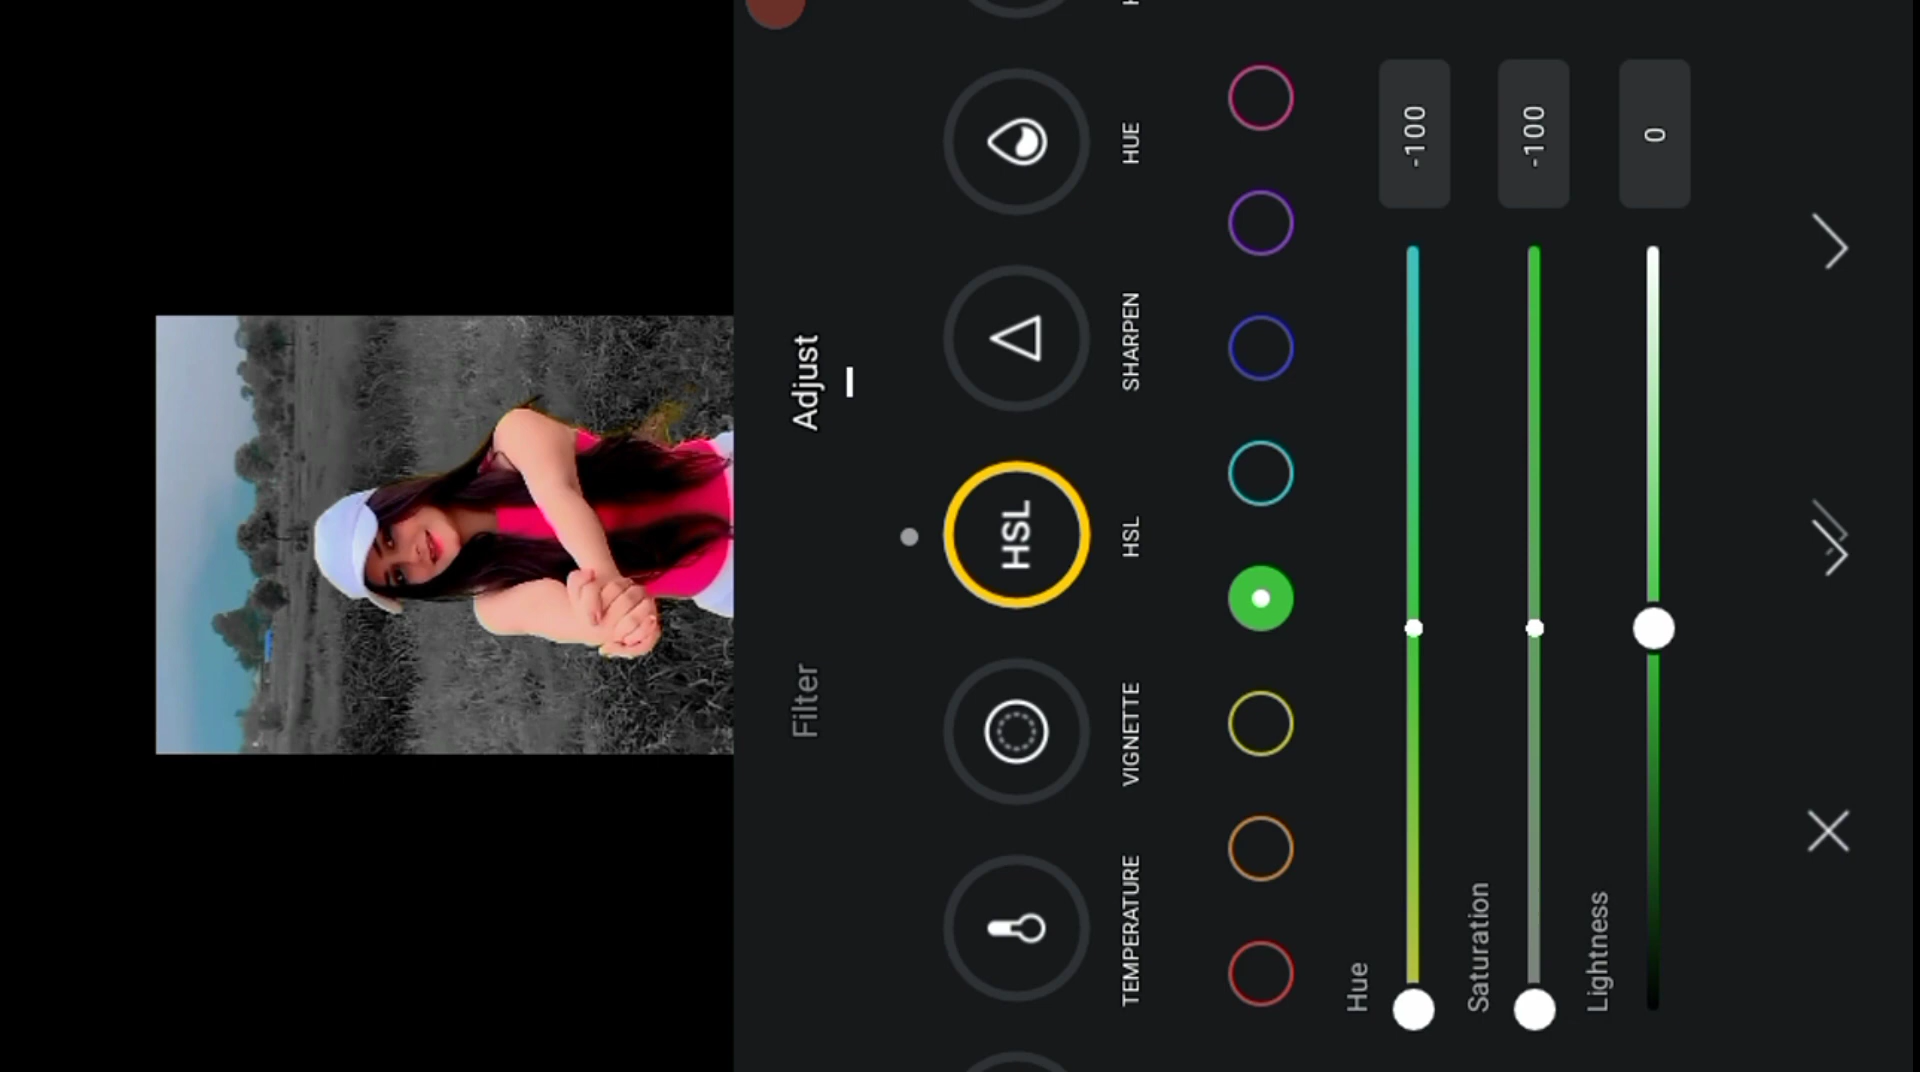 Filter
Adjust
TEMPERATURE
VIGNETTE
HSL
HSL
SHARPEN
HUE
Hue
-100
Saturation
-100
Lightness
0